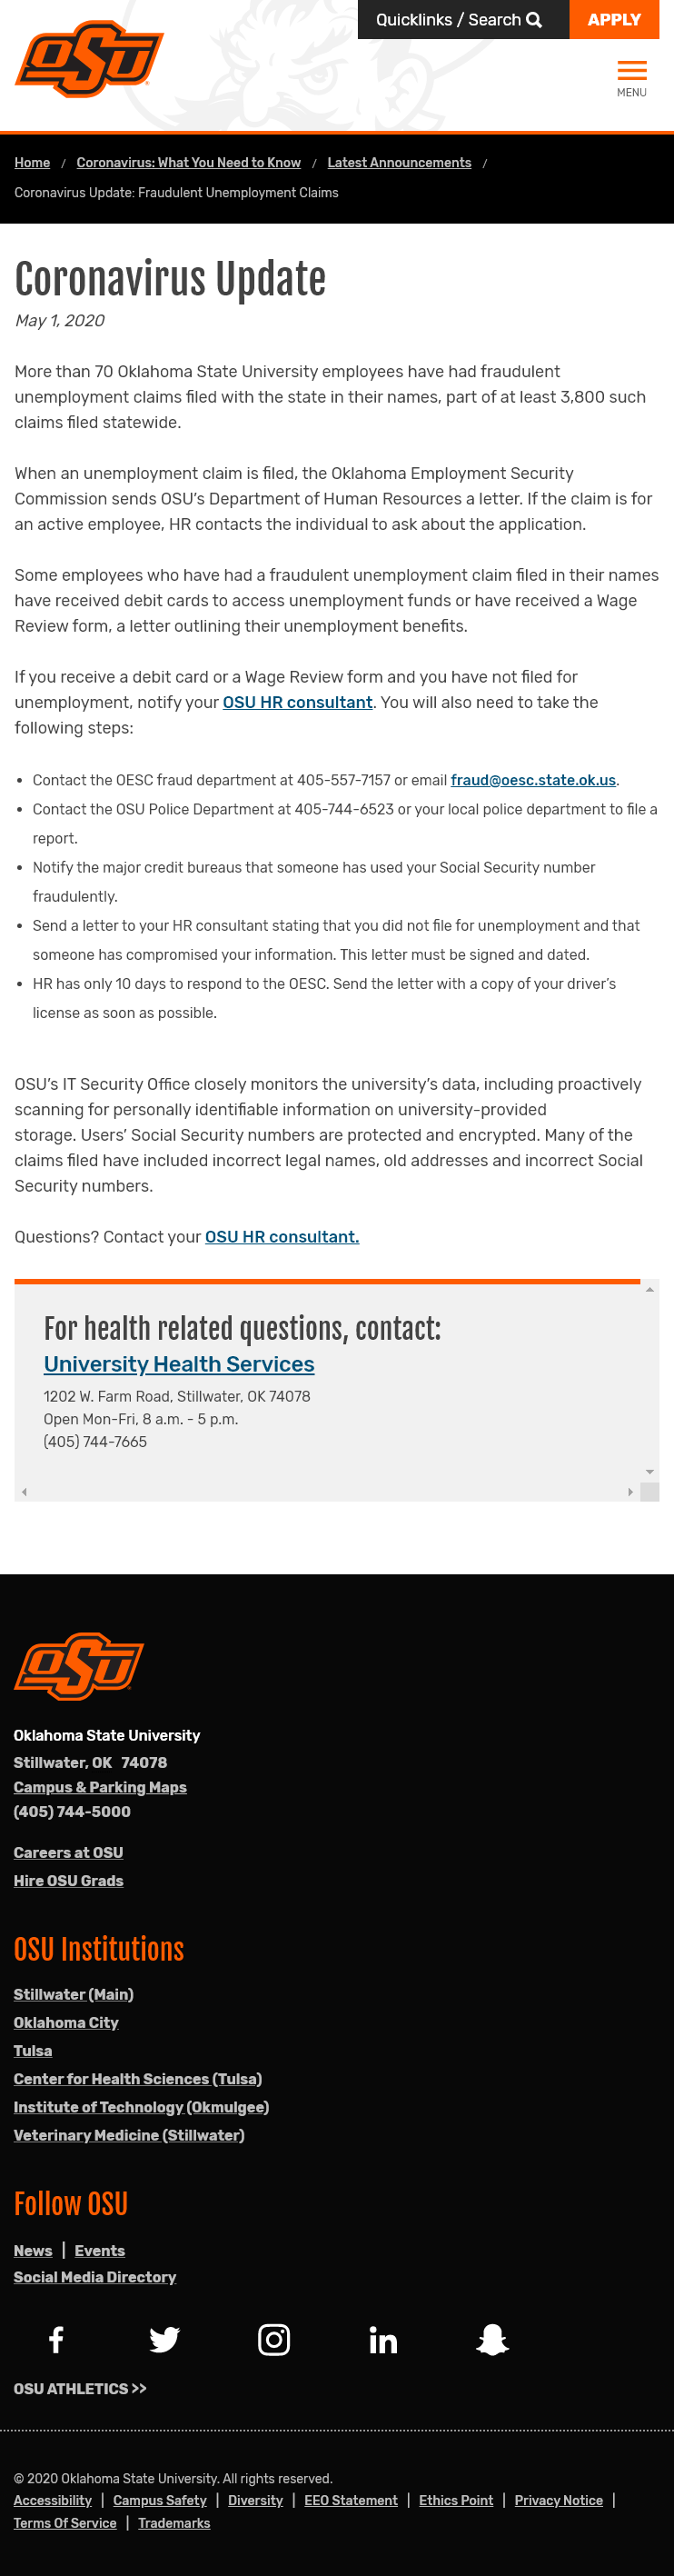 Quicklinks / Search
APPLY
OSU
MENU
Home / Coronavirus: What You Need to Know / Latest Announcements /
Coronavirus Update: Fraudulent Unemployment Claims
Coronavirus Update
May 1, 2020
More than 70 Oklahoma State University employees have had fraudulent
unemployment claims filed with the state in their names, part of at least 3,800 such
claims filed statewide.
When an unemployment claim is filed, the Oklahoma Employment Security
Commission sends OSU’s Department of Human Resources a letter. If the claim is for
an active employee, HR contacts the individual to ask about the application.
Some employees who have had a fraudulent unemployment claim filed in their names
have received debit cards to access unemployment funds or have received a Wage
Review form, a letter outlining their unemployment benefits.
If you receive a debit card or a Wage Review form and you have not filed for
unemployment, notify your OSU HR consultant. You will also need to take the
following steps:
• Contact the OESC fraud department at 405-557-7157 or email fraud@oesc.state.ok.us.
• Contact the OSU Police Department at 405-744-6523 or your local police department to file a
report.
• Notify the major credit bureaus that someone has used your Social Security number
fraudulently.
• Send a letter to your HR consultant stating that you did not file for unemployment and that
someone has compromised your information. This letter must be signed and dated.
• HR has only 10 days to respond to the OESC. Send the letter with a copy of your driver’s
license as soon as possible.
OSU’s IT Security Office closely monitors the university’s data, including proactively
scanning for personally identifiable information on university-provided
storage. Users’ Social Security numbers are protected and encrypted. Many of the
claims filed have included incorrect legal names, old addresses and incorrect Social
Security numbers.
Questions? Contact your OSU HR consultant.
For health related questions, contact:
University Health Services
1202 W. Farm Road, Stillwater, OK 74078
Open Mon-Fri, 8 a.m. - 5 p.m.
(405) 744-7665
OSU
Oklahoma State University
Stillwater, OK 74078
Campus & Parking Maps
(405) 744-5000
Careers at OSU
Hire OSU Grads
OSU Institutions
Stillwater (Main)
Oklahoma City
Tulsa
Center for Health Sciences (Tulsa)
Institute of Technology (Okmulgee)
Veterinary Medicine (Stillwater)
Follow OSU
News | Events
Social Media Directory
OSU ATHLETICS >>
© 2020 Oklahoma State University. All rights reserved.
Accessibility | Campus Safety | Diversity | EEO Statement | Ethics Point | Privacy Notice |
Terms Of Service | Trademarks